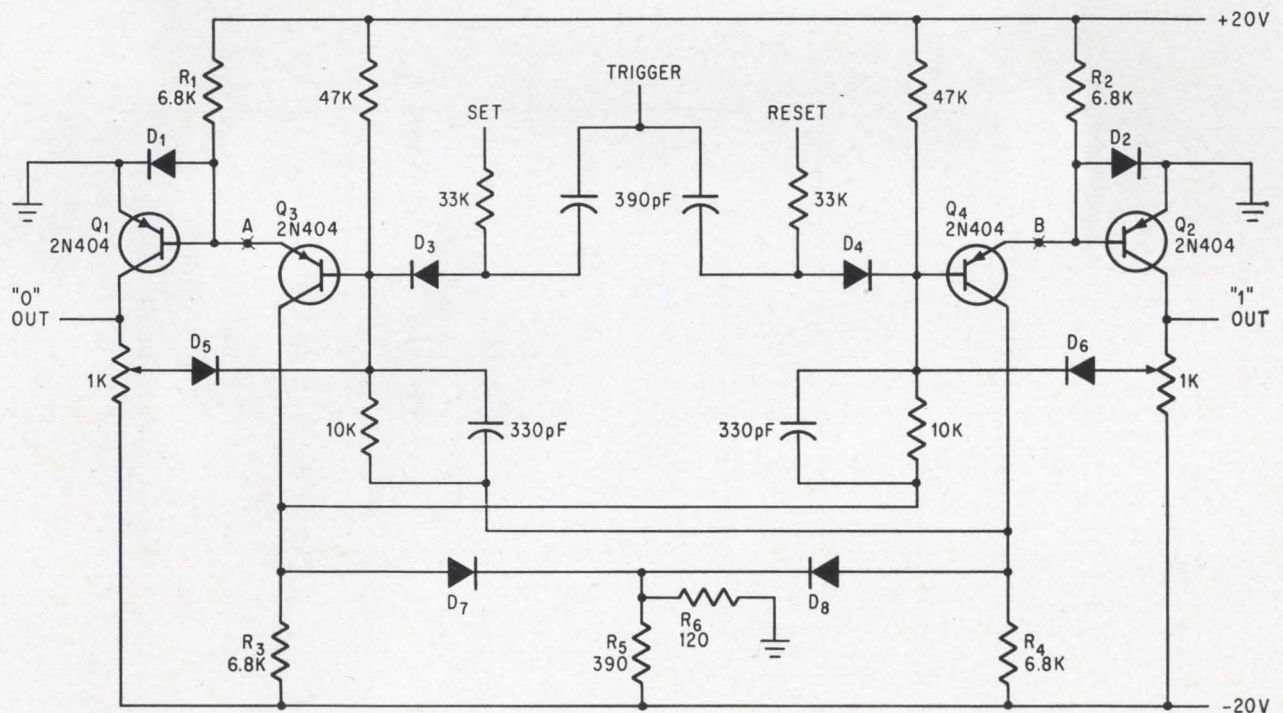 +20V
R1
6.8K
47K
TRIGGER
47K
R2
6.8K
SET
RESET
D1
D2
33K
390pF
33K
Q1
2N404
A
Q3
2N404
D3
D4
Q4
2N404
B
Q2
2N404
"0"
OUT
"1"
OUT
D5
D6
1K
1K
10K
330pF
330pF
10K
D7
D8
R3
6.8K
R5
390
R6
120
R4
6.8K
-20V